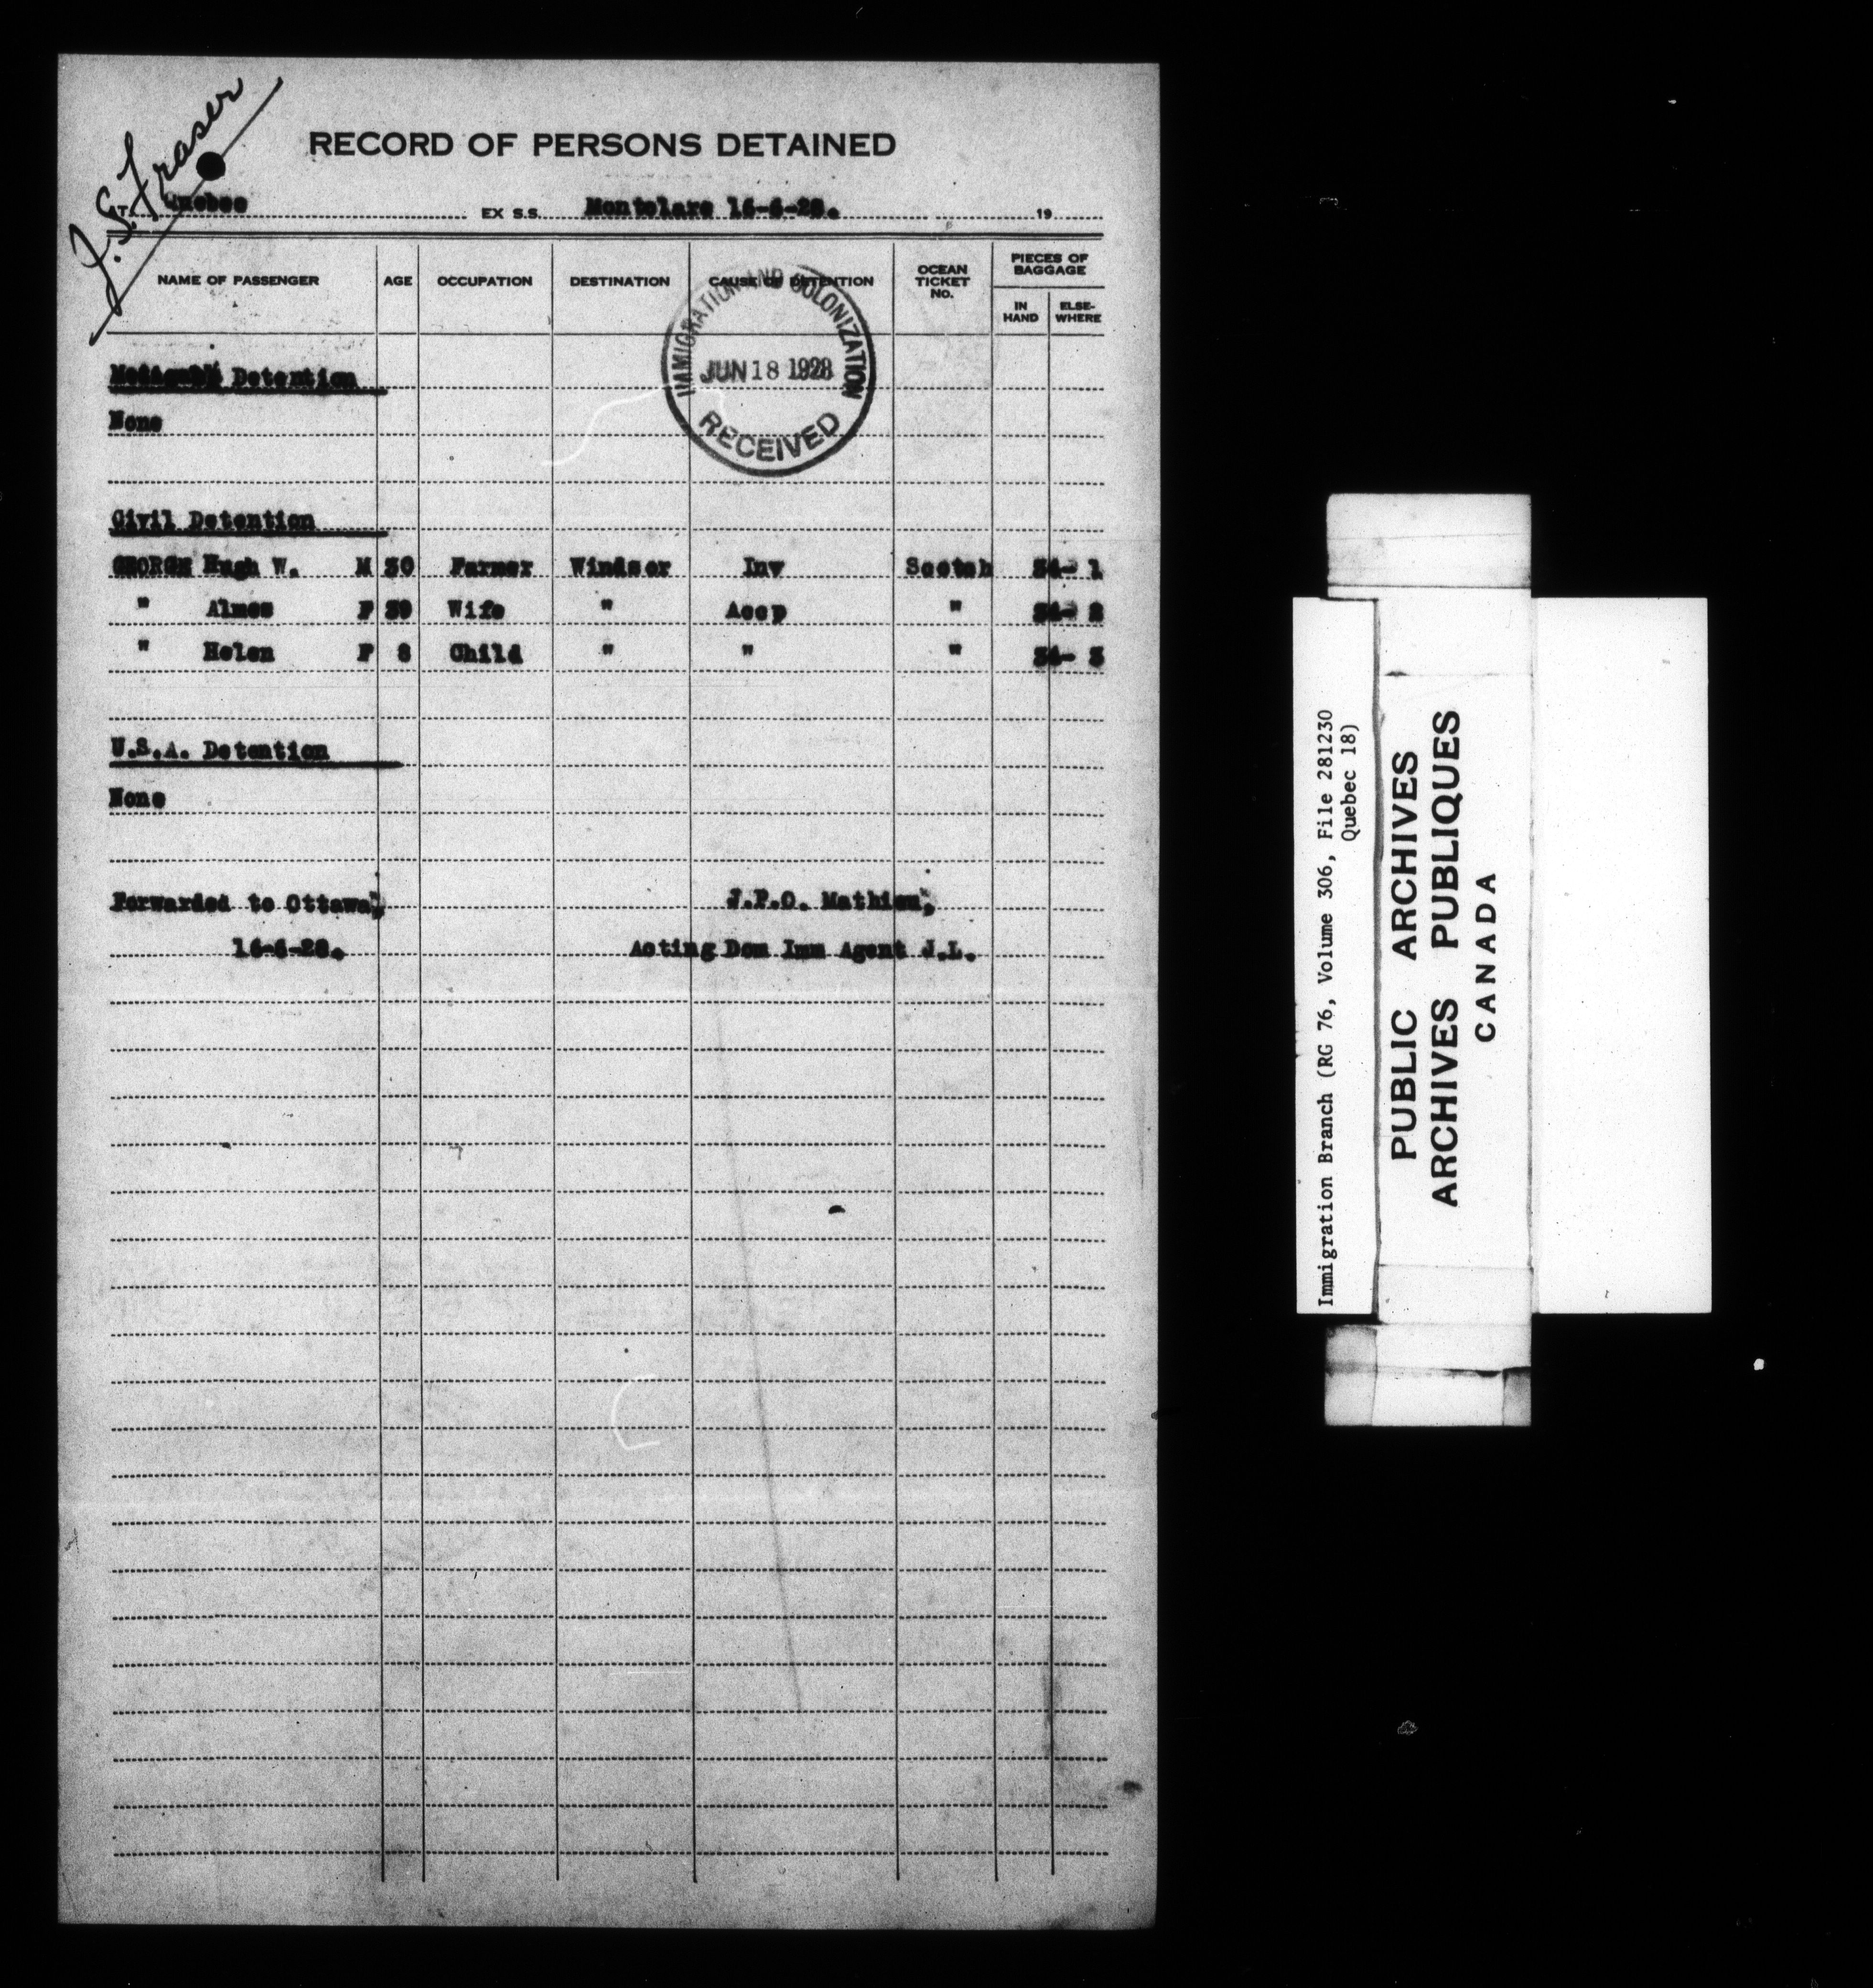 J.S. Fraser
RECORD OF PERSONS DETAINED
AT Quebec EX S.S. Montclare 16-6-28. 19
NAME OF PASSENGER AGE OCCUPATION DESTINATION CAUSE OF DETENTION OCEAN TICKET No. PIECES OF BAGGAGE
IN HAND ELSE-WHERE
IMMIGRATION AND COLONIZATION
JUN 18 1928
RECEIVED
Detention
None
Civil Detention
GEORGE Hugh W. M 30 Farmer Windsor Inv Scotch 34- 1
" F 30 Wife " Accp " 34- 2
" Helen F 8 Child " " " 34- 3
U.S.A. Detention
None
Forwarded to Ottawa, J.P.O. Mathieu,
16-6-28. Acting Dom Imm Agent J.L.
Immigration Branch (RG 76, Volume 306, File 281230
Quebec 18)
PUBLIC ARCHIVES
ARCHIVES PUBLIQUES
CANADA